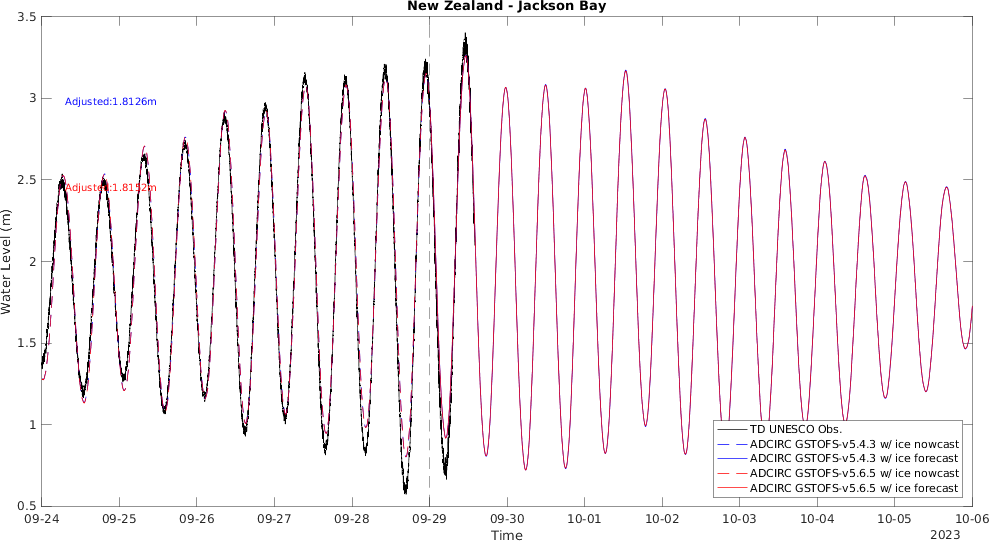 New Zealand - Jackson Bay
3.5
3
2.5
2
1.5
1
0.5
Water Level (m)
Adjusted:1.8126m
Adjusted:1.8152m
TD UNESCO Obs.
ADCIRC GSTOFS-v5.4.3 w/ ice nowcast
ADCIRC GSTOFS-v5.4.3 w/ ice forecast
ADCIRC GSTOFS-v5.6.5 w/ ice nowcast
ADCIRC GSTOFS-v5.6.5 w/ ice forecast
09-24 09-25 09-26 09-27 09-28 09-29 09-30 10-01 10-02 10-03 10-04 10-05 10-06
Time
2023